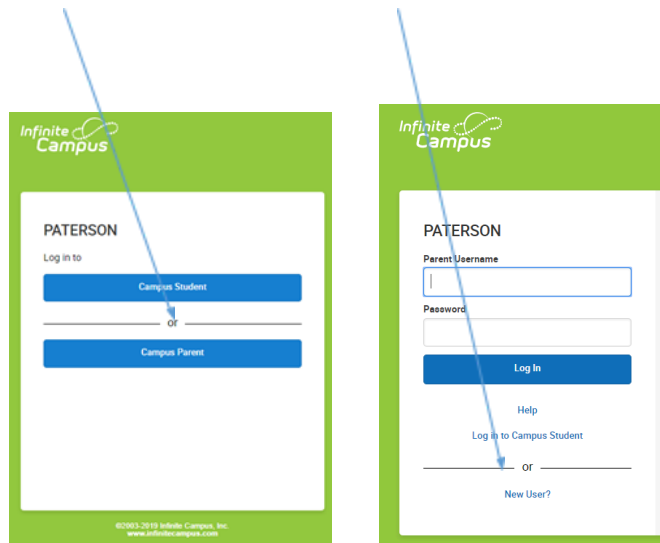 Infinite
Campus
PATERSON
Log in to
Campus Student
or
Campus Parent
©2003-2019 Infinite Campus, Inc.
www.infinitecampus.com
Infinite
Campus
PATERSON
Parent Username
Password
Log In
Help
Log in to Campus Student
or
New User?